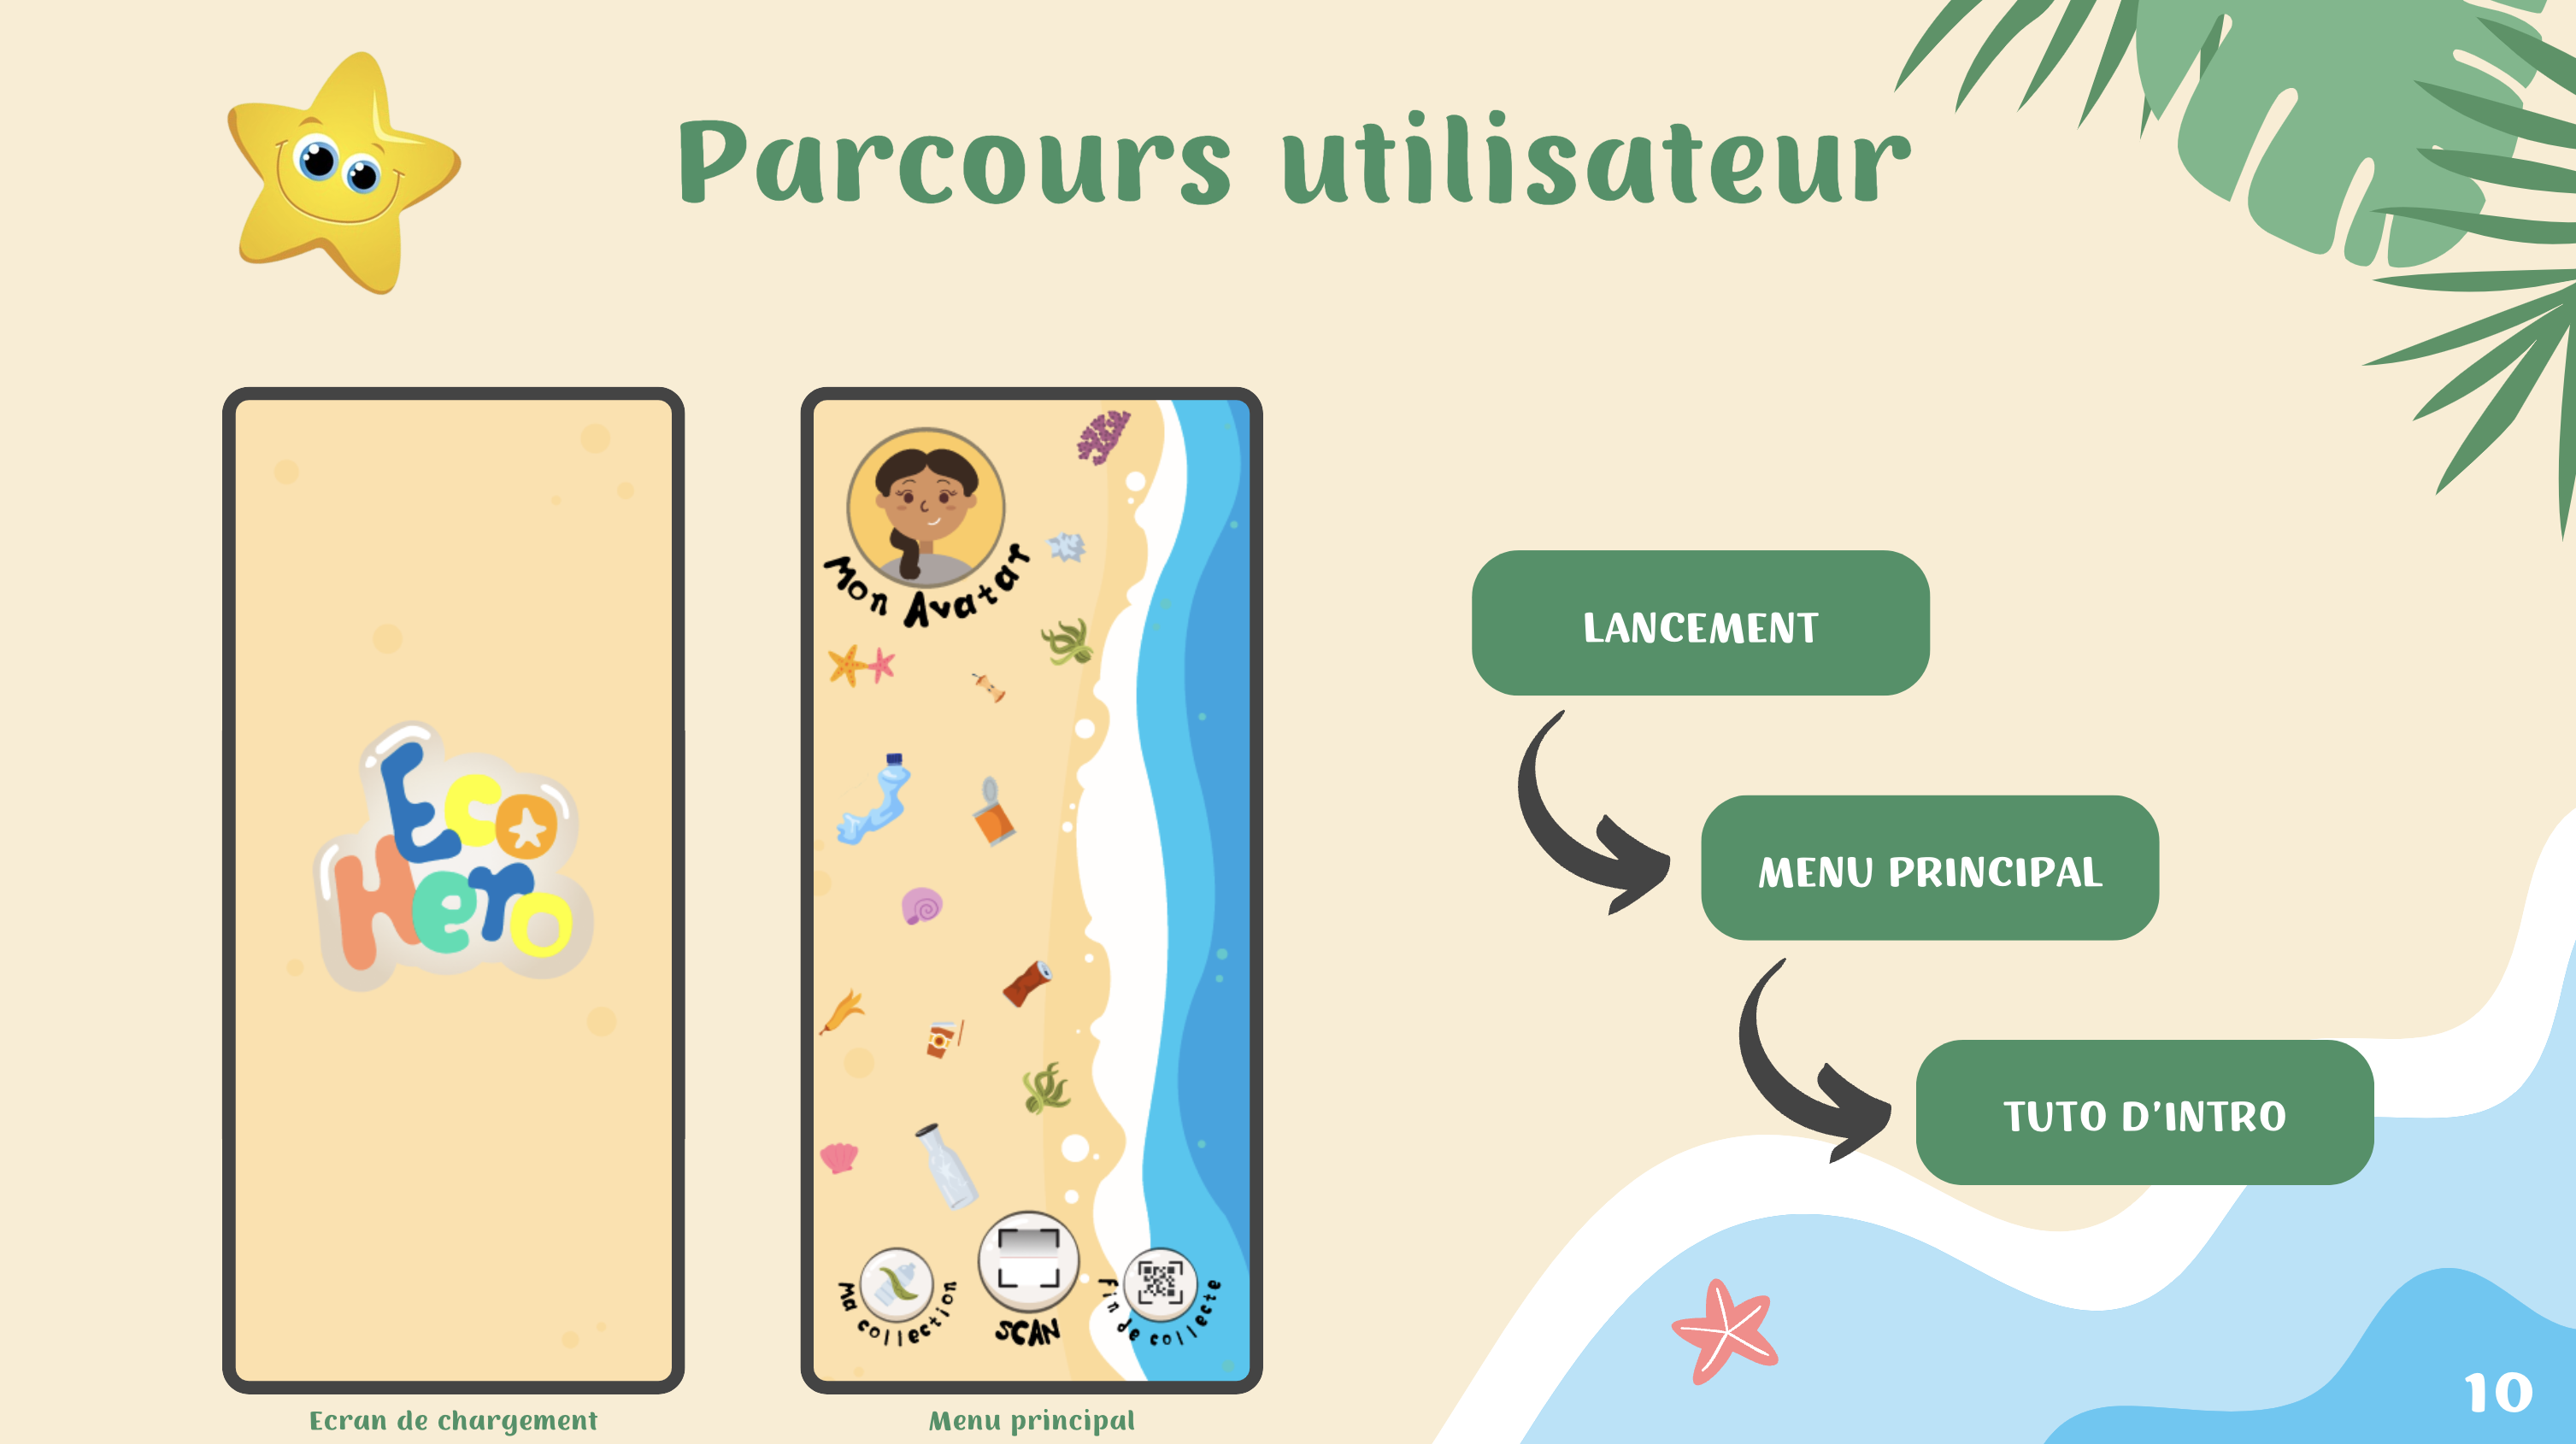 Parcours utilisateur
Eco
Hero
Mon Avatar
Ma collection
SCAN
Fin de collecte
Ecran de chargement
Menu principal
LANCEMENT
MENU PRINCIPAL
TUTO D'INTRO
10